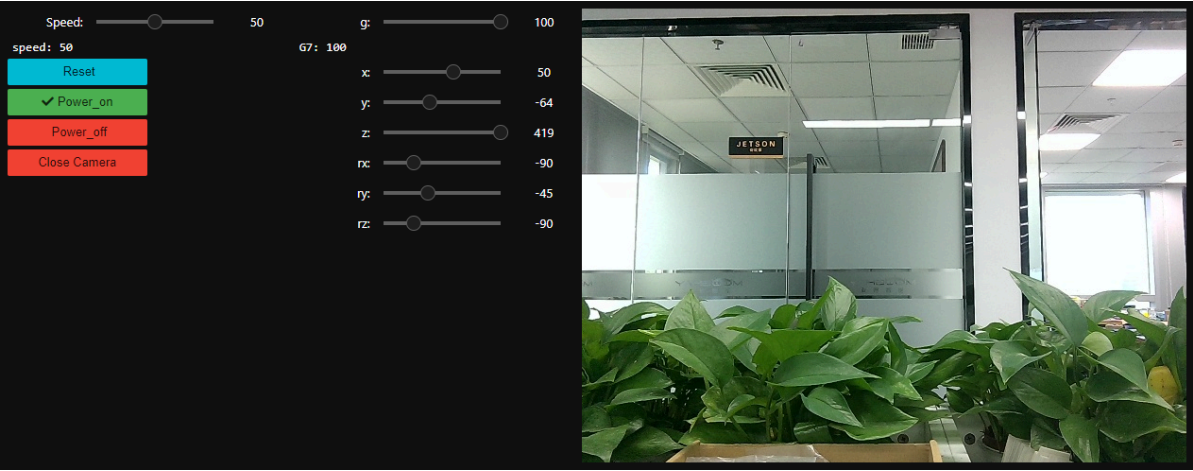 Speed: 50
speed: 50
Reset
Power_on
Power_off
Close Camera
g: 100
G7: 100
x: 50
y: -64
z: 419
rx: -90
ry: -45
rz: -90
JETSON